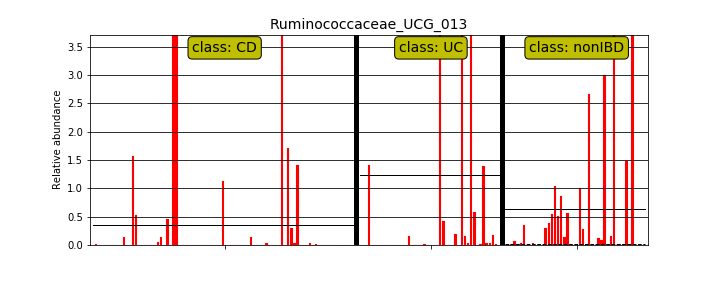 Ruminococcaceae_UCG_013
class: CD
class: UC
class: nonIBD
Relative abundance
3.5
3.0
2.5
2.0
1.5
1.0
0.5
0.0